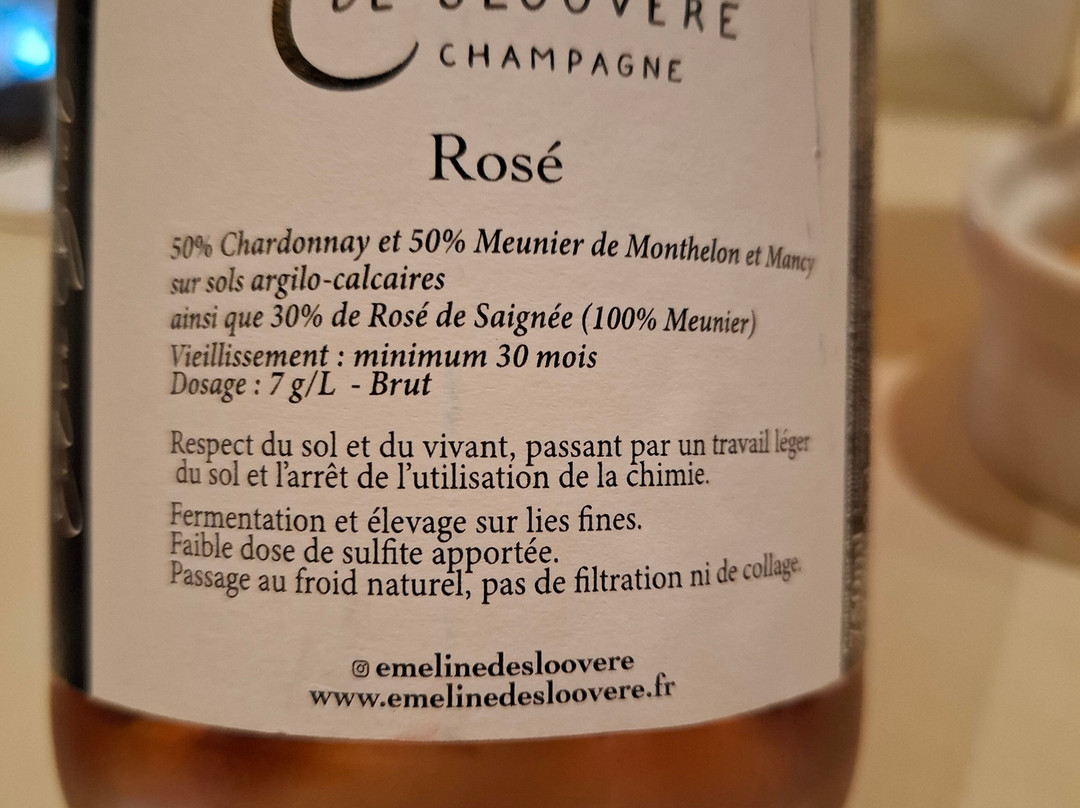 DE SLOOVERE
CHAMPAGNE
Rosé
50% Chardonnay et 50% Meunier de Monthelon et Mancy
sur sols argilo-calcaires
ainsi que 30% de Rosé de Saignée (100% Meunier)
Vieillissement : minimum 30 mois
Dosage : 7 g/L - Brut
Respect du sol et du vivant, passant par un travail léger
du sol et l'arrêt de l'utilisation de la chimie.
Fermentation et élevage sur lies fines.
Faible dose de sulfite apportée.
Passage au froid naturel, pas de filtration ni de collage.
emelinedesloovere
www.emelinedesloovere.fr